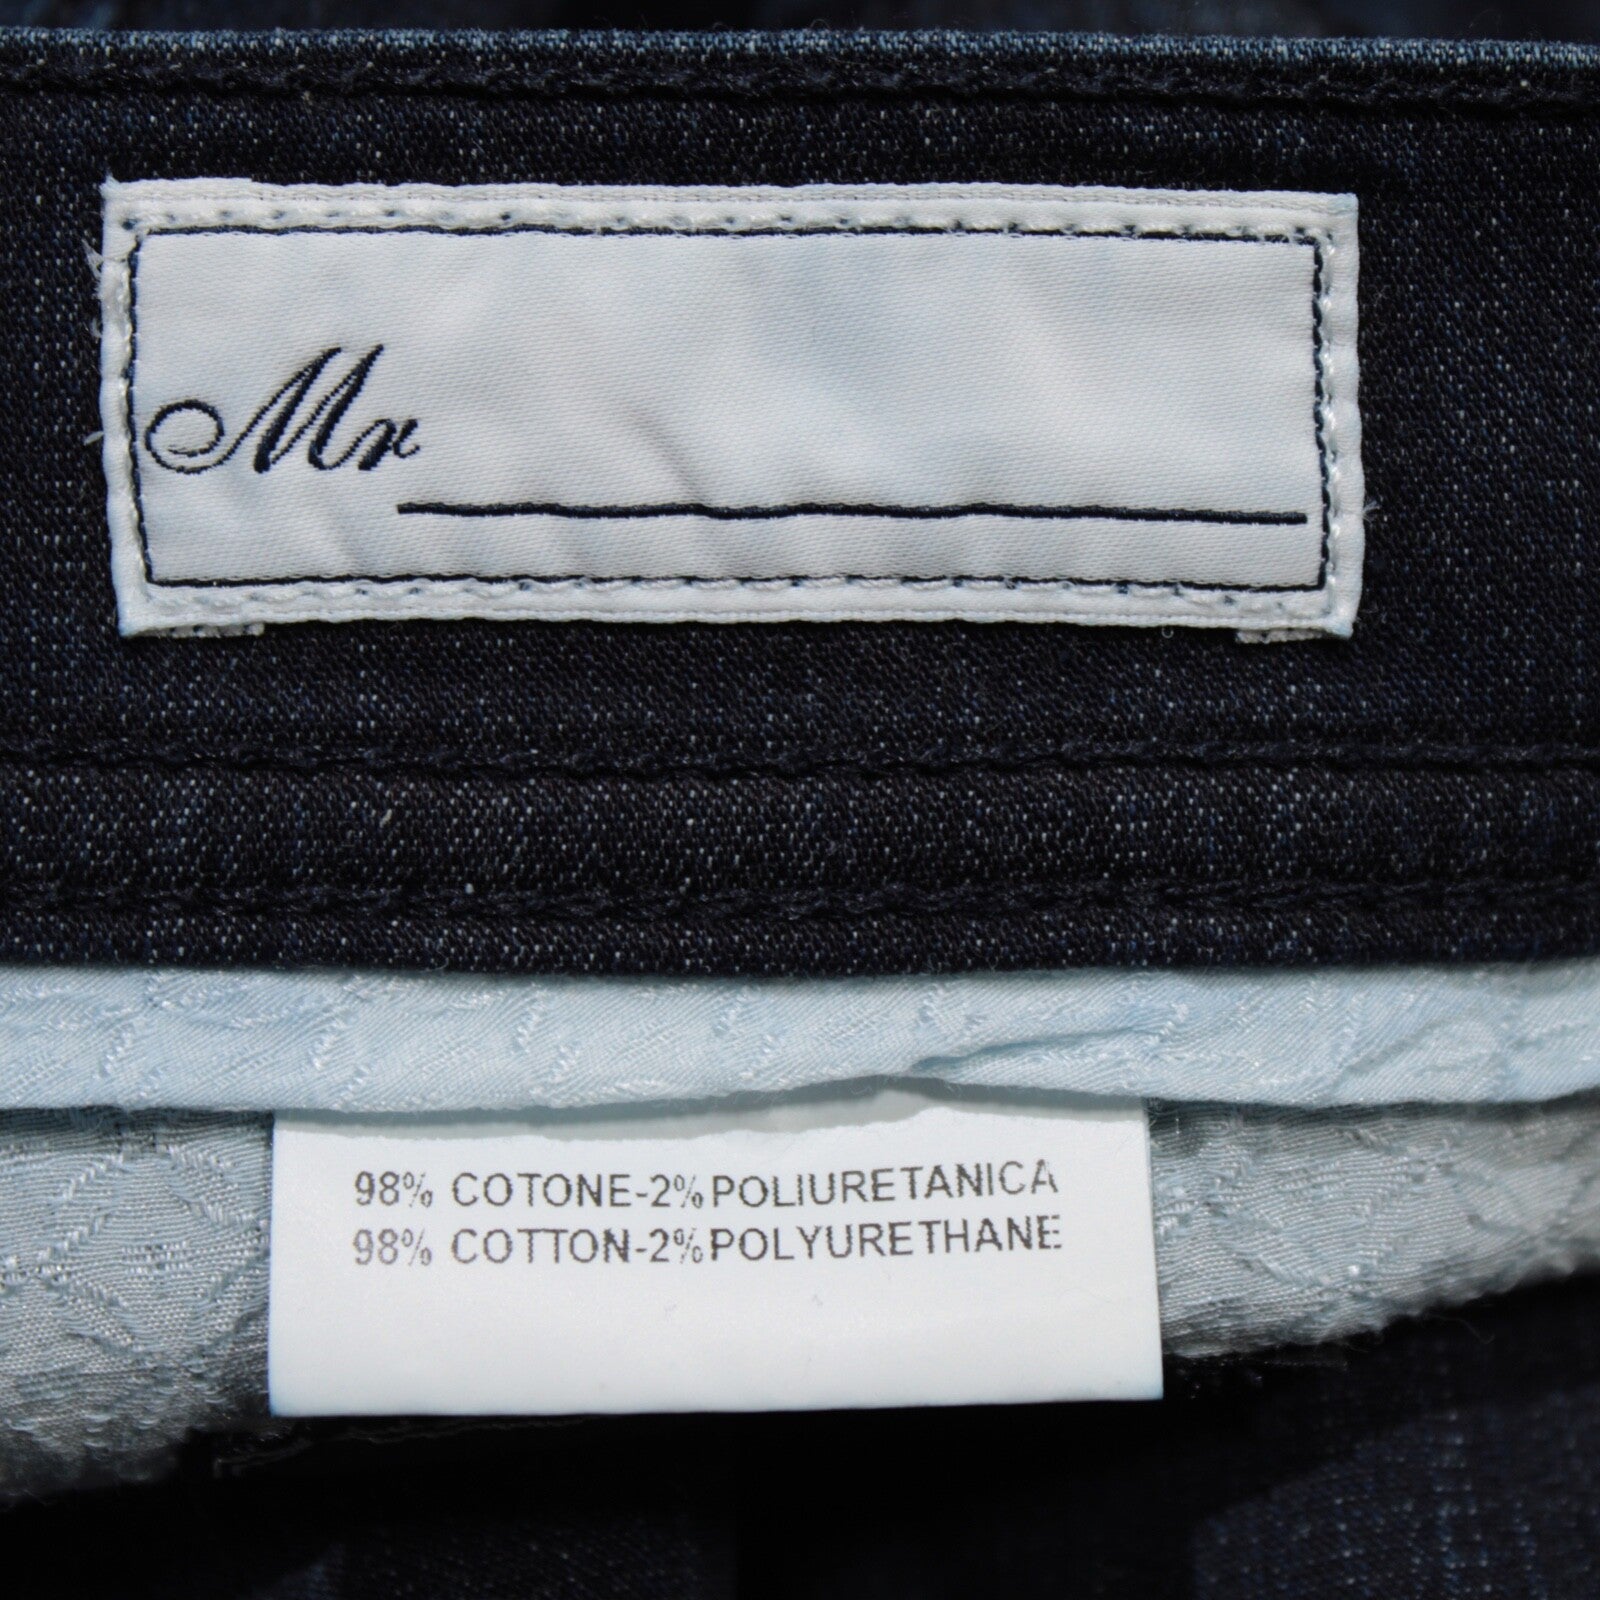 Mr
98% COTONE-2%POLIURETANICA
98% COTTON-2%POLYURETHANE